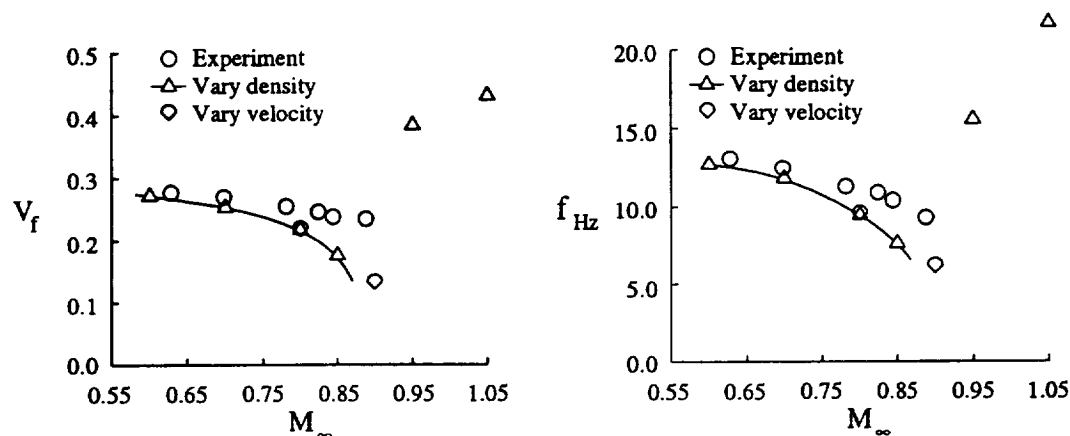 0.5
0.4
0.3
0.2
0.1
0.0
V_f
Experiment
Vary density
Vary velocity
0.55 0.65 0.75 0.85 0.95 1.05
M_∞
20.0
15.0
10.0
5.0
0.0
f_Hz
Experiment
Vary density
Vary velocity
0.55 0.65 0.75 0.85 0.95 1.05
M_∞